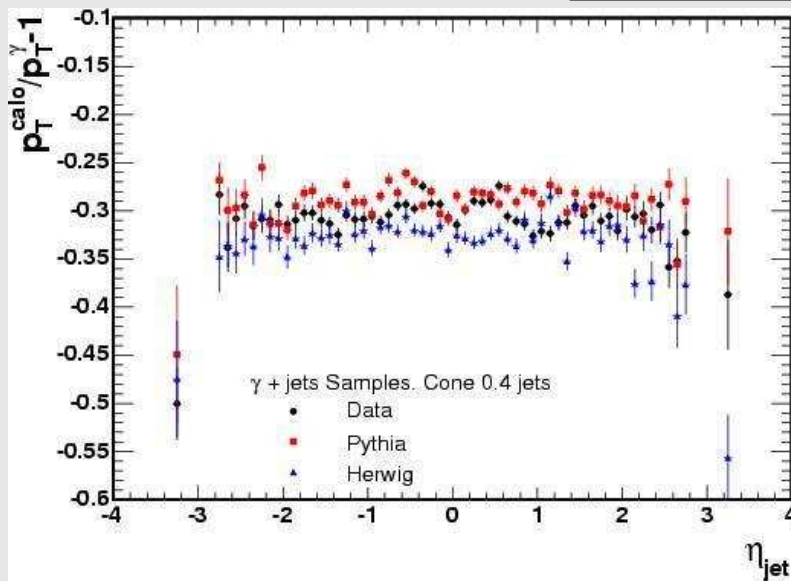 p_T^calo/p_T^γ-1
-0.1
-0.15
-0.2
-0.25
-0.3
-0.35
-0.4
-0.45
-0.5
-0.55
-0.6
γ + jets Samples. Cone 0.4 jets
Data
Pythia
Herwig
-4 -3 -2 -1 0 1 2 3 4
η_jet